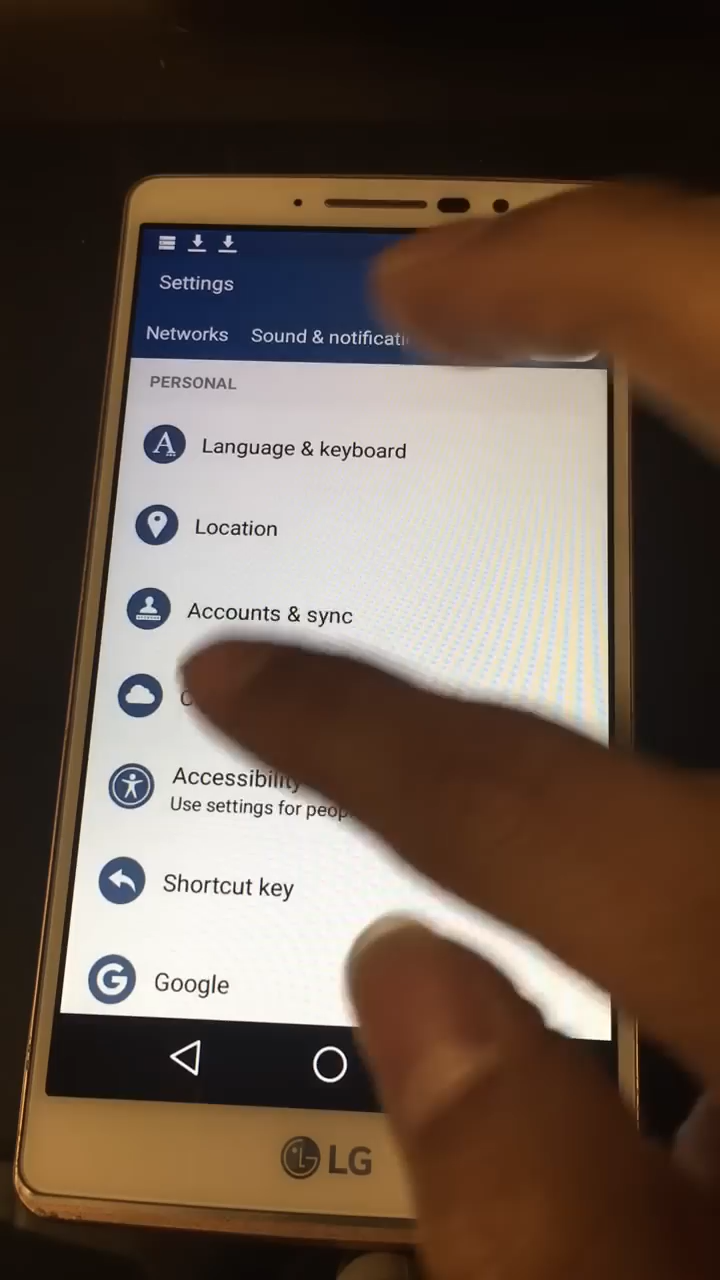 Settings
Networks Sound & notificati
PERSONAL
Language & keyboard
Location
Accounts & sync
C
Accessibility
Use settings for peop
Shortcut key
Google
LG